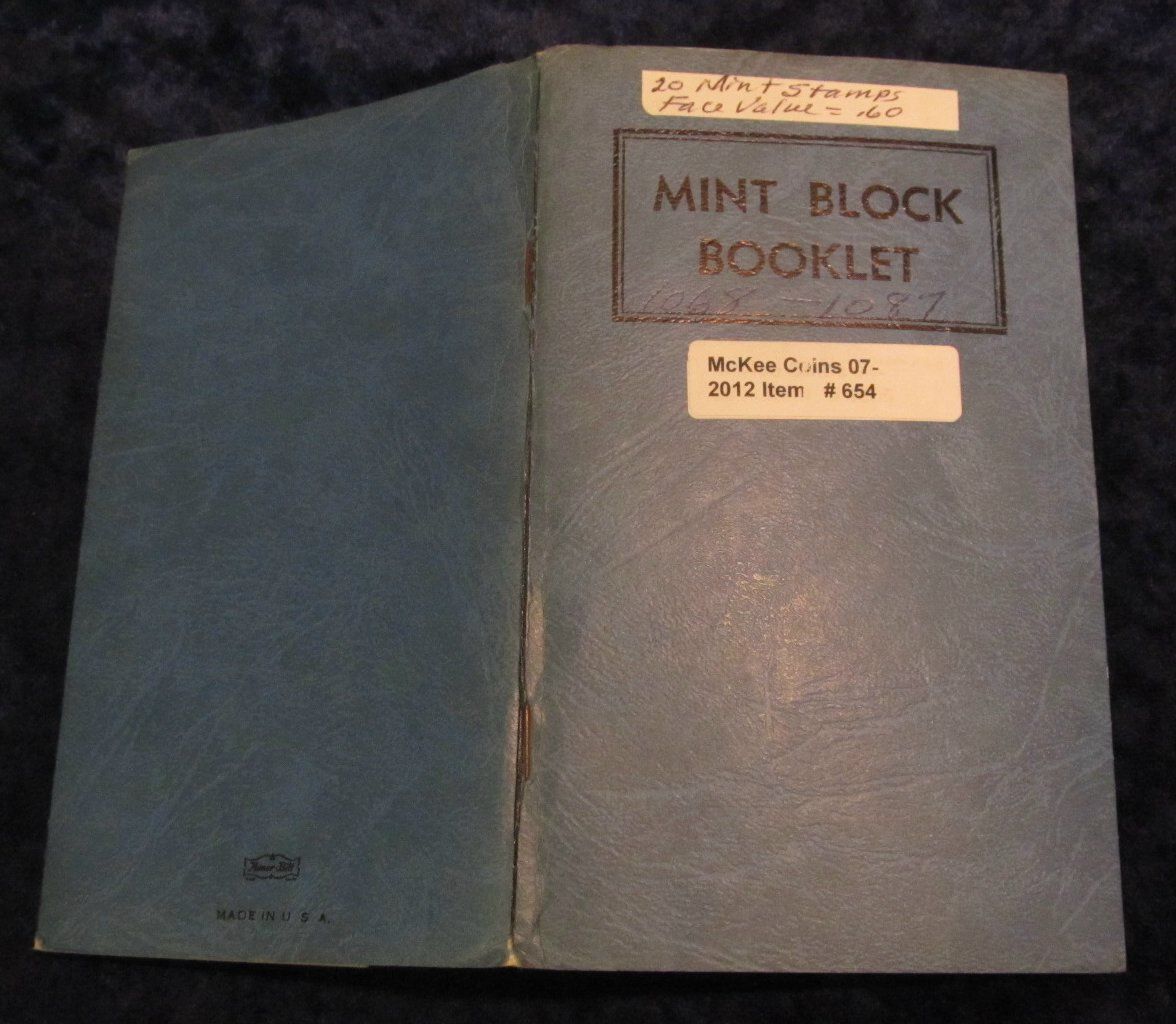 20 Mint Stamps
Face Value = .60
MINT BLOCK
BOOKLET
1068 - 1087
McKee Coins 07-
2012 Item # 654
MADE IN U S A.